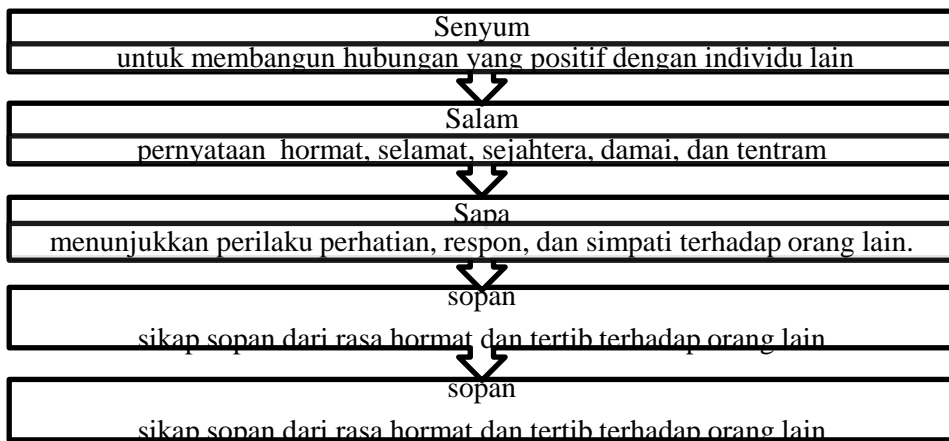 Senyum
untuk membangun hubungan yang positif dengan individu lain
Salam
pernyataan hormat, selamat, sejahtera, damai, dan tentram
Sapa
menunjukkan perilaku perhatian, respon, dan simpati terhadap orang lain.
sopan
sikap sopan dari rasa hormat dan tertib terhadap orang lain
sopan
sikap sopan dari rasa hormat dan tertib terhadap orang lain